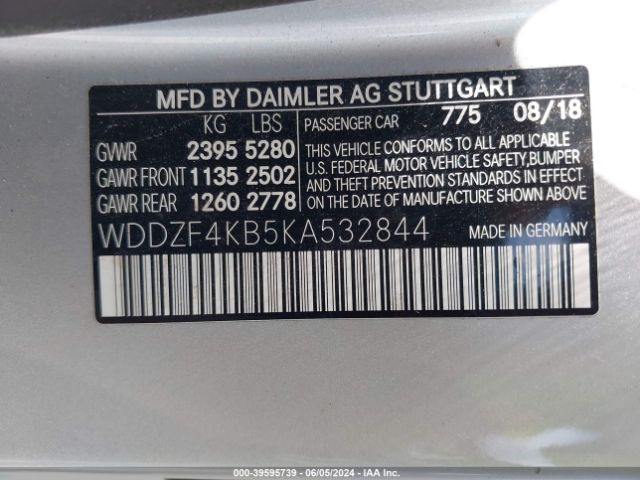 MFD BY DAIMLER AG STUTTGART
KG LBS PASSENGER CAR 775 08/18
GVWR 2395 5280 THIS VEHICLE CONFORMS TO ALL APPLICABLE
U.S. FEDERAL MOTOR VEHICLE SAFETY, BUMPER
GAWR FRONT 1135 2502 AND THEFT PREVENTION STANDARDS IN EFFECT
GAWR REAR 1260 2778 ON THE DATE OF MANUFACTURE SHOWN ABOVE.
WDDZF4KB5KA532844 MADE IN GERMANY
000-39595739 - 06/05/2024 - IAA Inc.